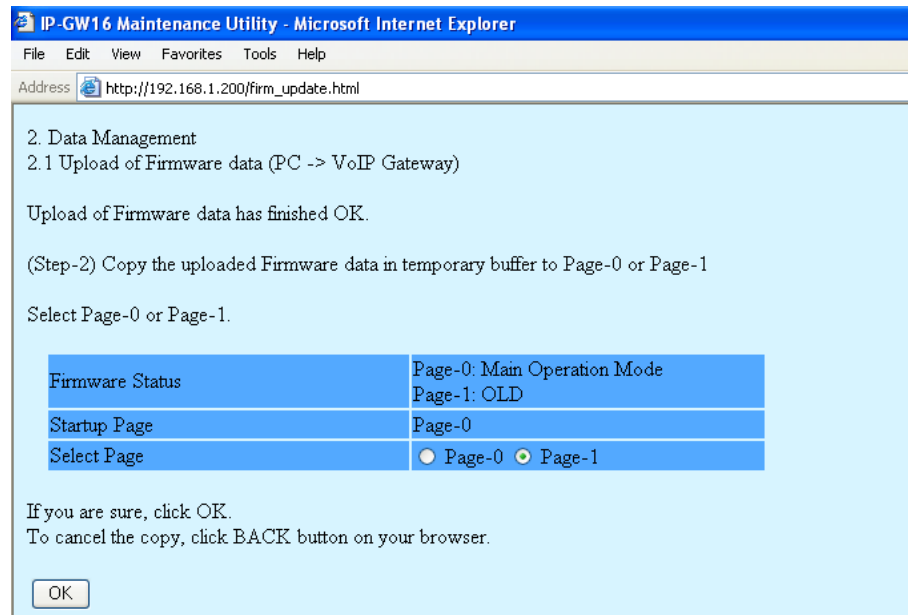 IP-GW16 Maintenance Utility - Microsoft Internet Explorer
File Edit View Favorites Tools Help
Address http://192.168.1.200/firm_update.html
2. Data Management
2.1 Upload of Firmware data (PC -> VoIP Gateway)
Upload of Firmware data has finished OK.
(Step-2) Copy the uploaded Firmware data in temporary buffer to Page-0 or Page-1
Select Page-0 or Page-1.
Firmware Status
Page-0: Main Operation Mode
Page-1: OLD
Startup Page Page-0
Select Page Page-0 Page-1
If you are sure, click OK.
To cancel the copy, click BACK button on your browser.
OK